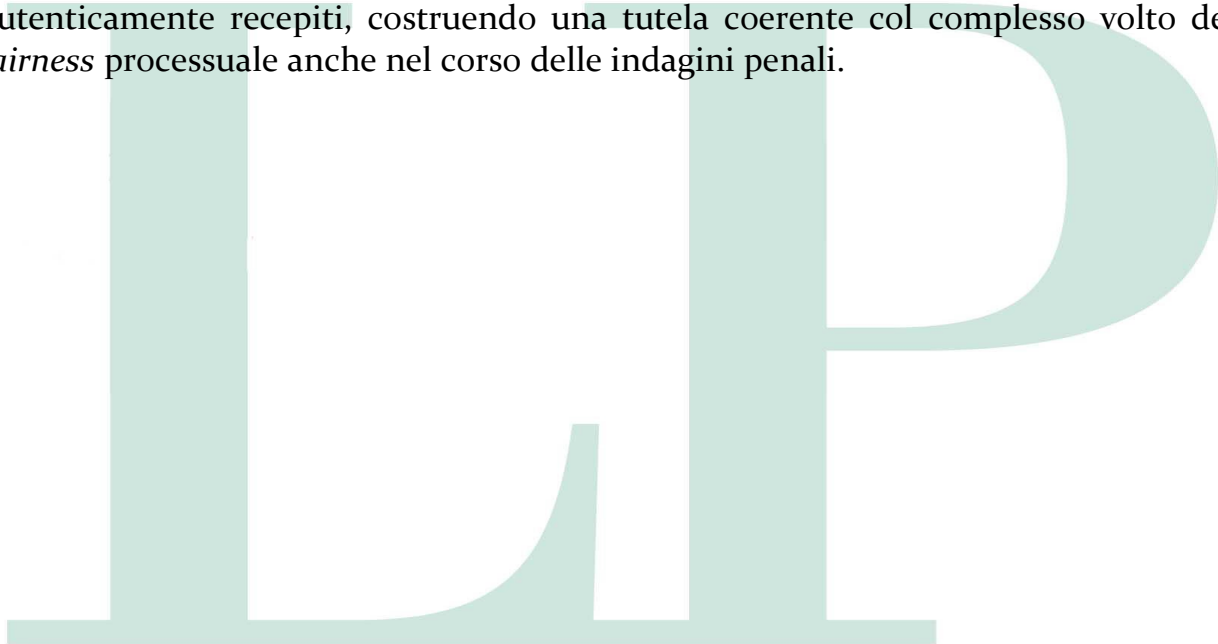 utenticamente recepiti, costruendo una tutela coerente col complesso volto de
airness processuale anche nel corso delle indagini penali.
LP